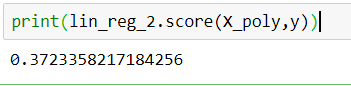 print(lin_reg_2.score(X_poly,y))
0.3723358217184256